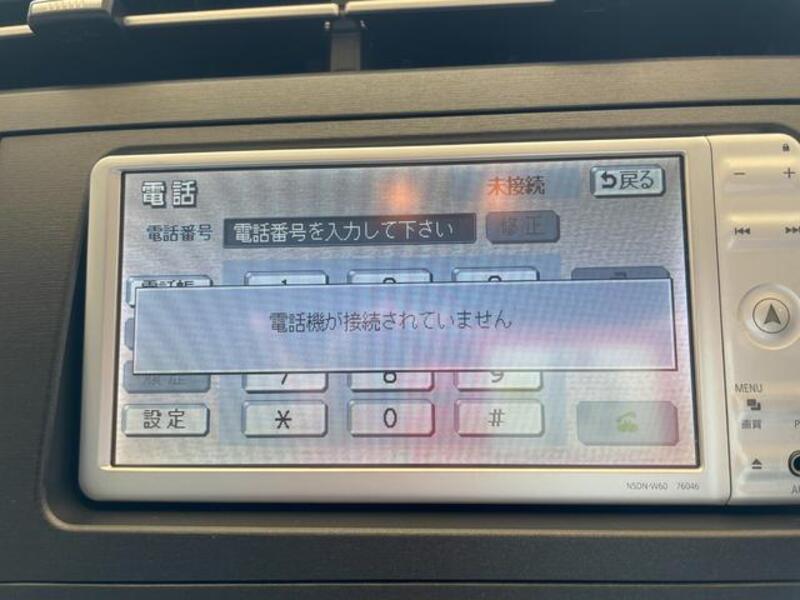 電話
未接続
戻る
電話番号
電話番号を入力して下さい
修正
電話機が接続されていません
7
8
9
設定
*
0
#
−
+
MENU
画質
NSDN-W60 76046